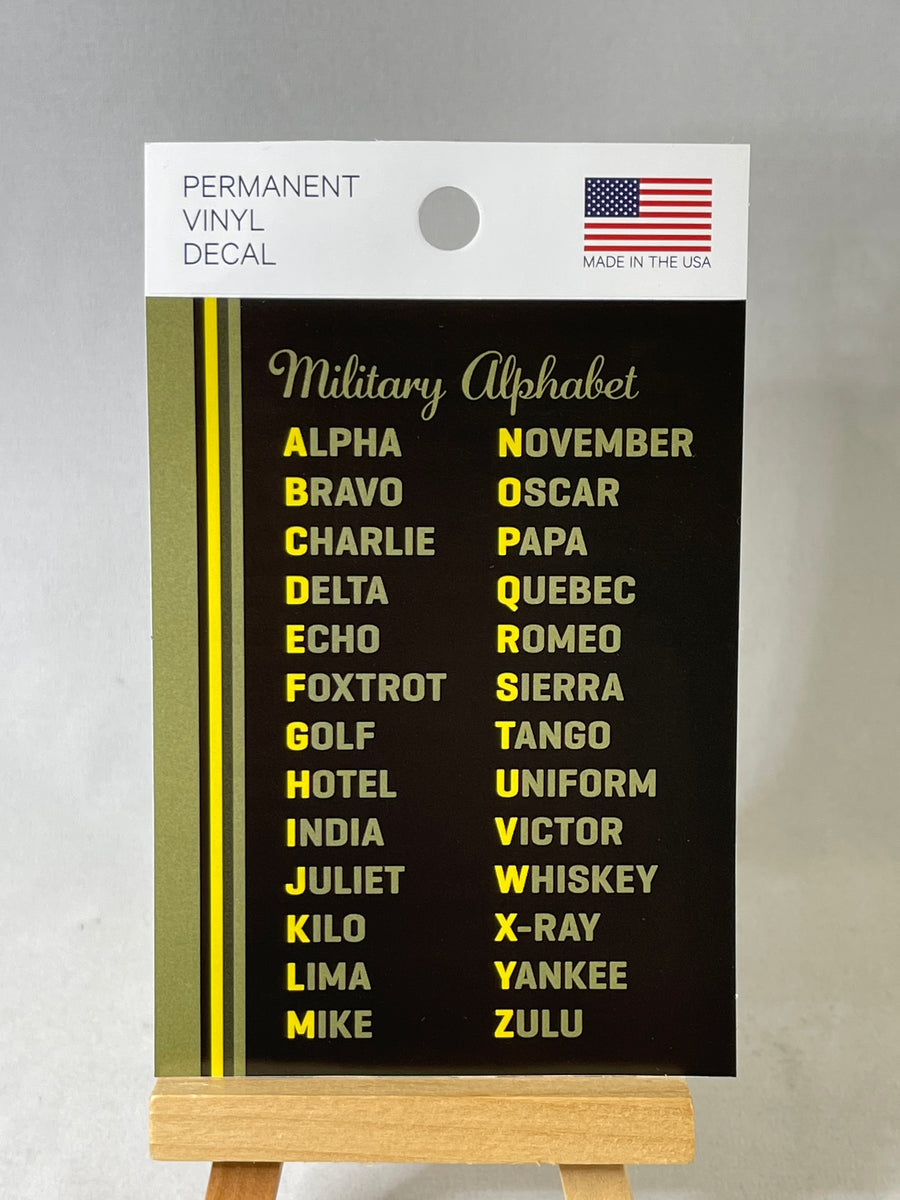 PERMANENT
VINYL
DECAL
MADE IN THE USA
Military Alphabet
ALPHA
BRAVO
CHARLIE
DELTA
ECHO
FOXTROT
GOLF
HOTEL
INDIA
JULIET
KILO
LIMA
MIKE
NOVEMBER
OSCAR
PAPA
QUEBEC
ROMEO
SIERRA
TANGO
UNIFORM
VICTOR
WHISKEY
X-RAY
YANKEE
ZULU